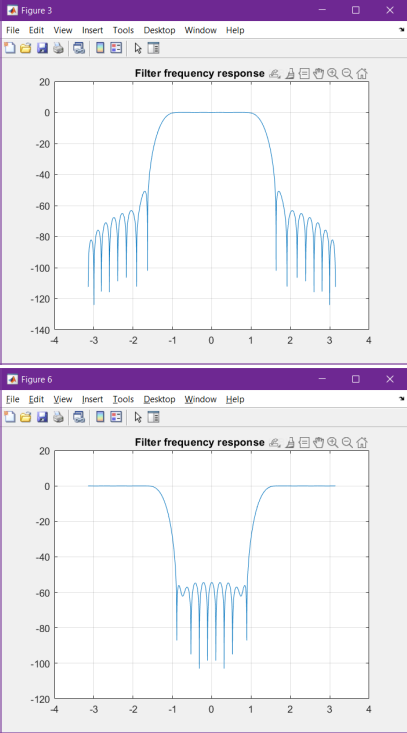 Figure 3
File Edit View Insert Tools Desktop Window Help
Filter frequency response
20
0
-20
-40
-60
-80
-100
-120
-140
-4 -3 -2 -1 0 1 2 3 4
Figure 6
File Edit View Insert Tools Desktop Window Help
Filter frequency response
20
0
-20
-40
-60
-80
-100
-120
-4 -3 -2 -1 0 1 2 3 4